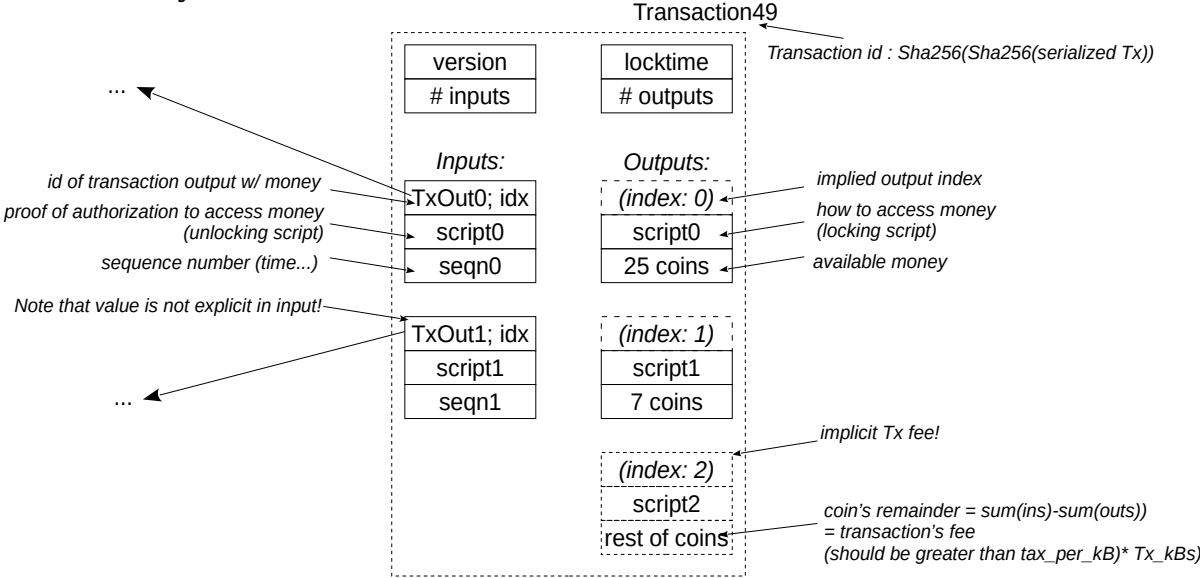 Transaction49
Transaction id : Sha256(Sha256(serialized Tx))
version
locktime
# inputs
# outputs
...
Inputs:
Outputs:
id of transaction output w/ money
TxOut0; idx
(index: 0)
implied output index
proof of authorization to access money
(unlocking script)
script0
script0
how to access money
(locking script)
sequence number (time...)
seqn0
25 coins
available money
Note that value is not explicit in input!
TxOut1; idx
(index: 1)
script1
script1
...
seqn1
7 coins
implicit Tx fee!
(index: 2)
script2
rest of coins
coin's remainder = sum(ins)-sum(outs))
= transaction's fee
(should be greater than tax_per_kB)* Tx_kBs)